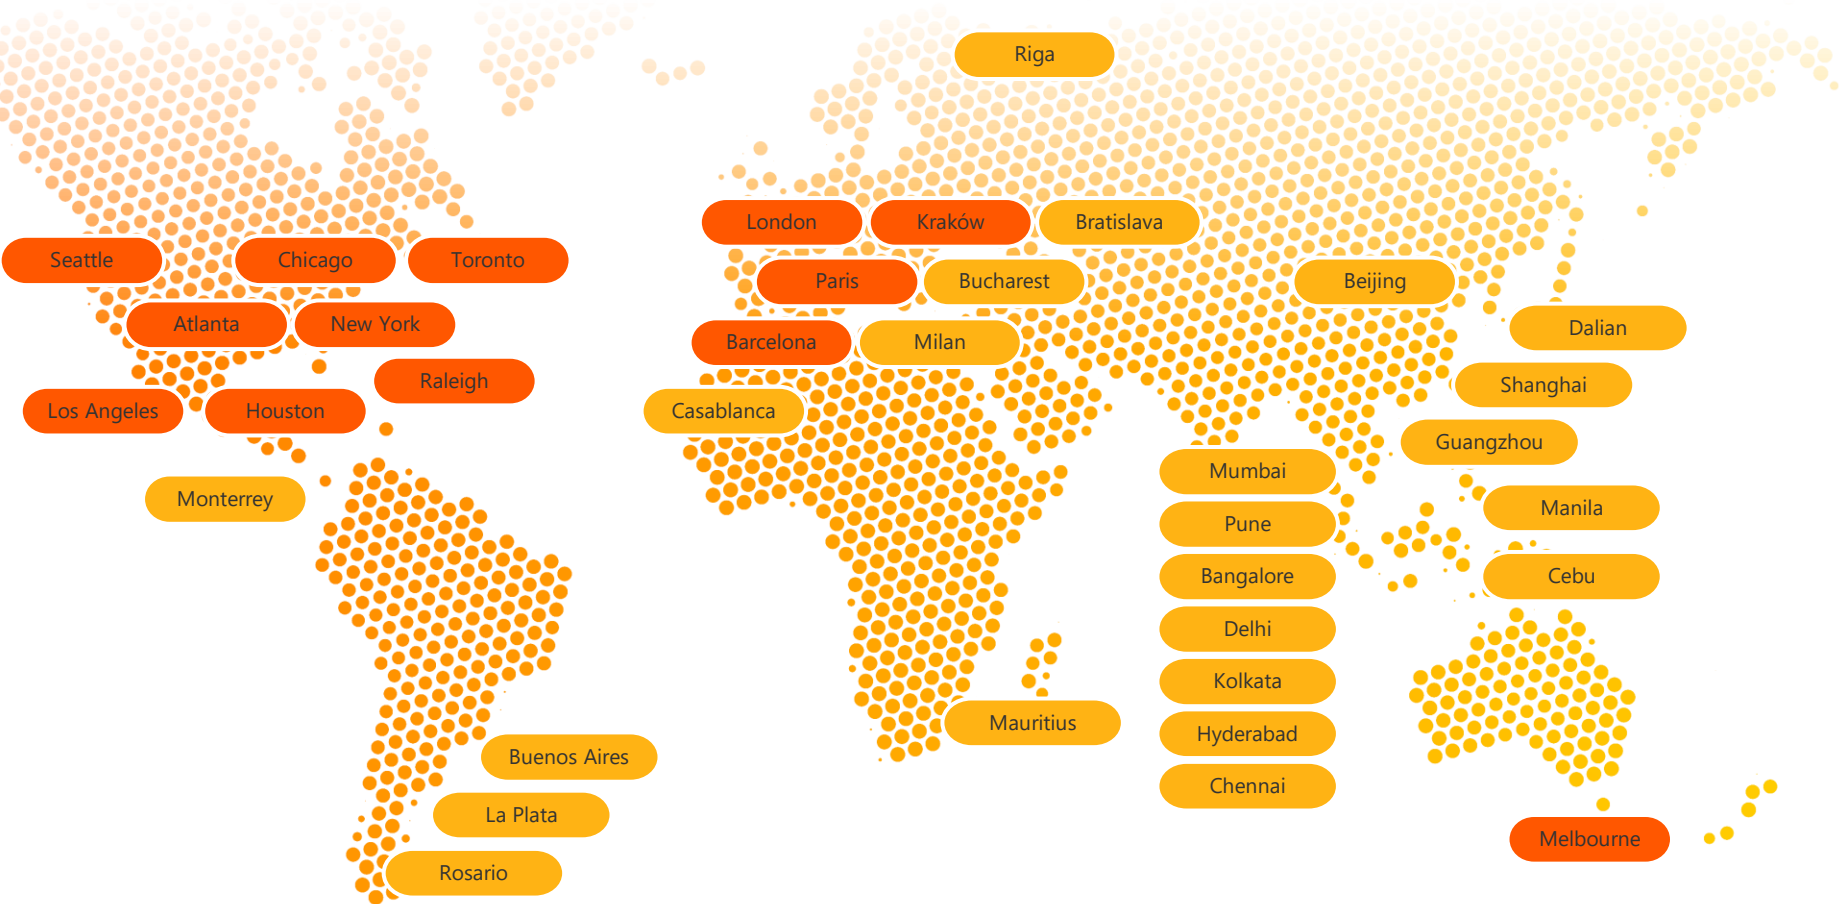 Riga
London
Kraków
Bratislava
Seattle
Chicago
Toronto
Paris
Bucharest
Beijing
Atlanta
New York
Dalian
Barcelona
Milan
Raleigh
Shanghai
Los Angeles
Houston
Casablanca
Guangzhou
Mumbai
Monterrey
Manila
Pune
Bangalore
Cebu
Delhi
Kolkata
Mauritius
Hyderabad
Buenos Aires
Chennai
La Plata
Melbourne
Rosario